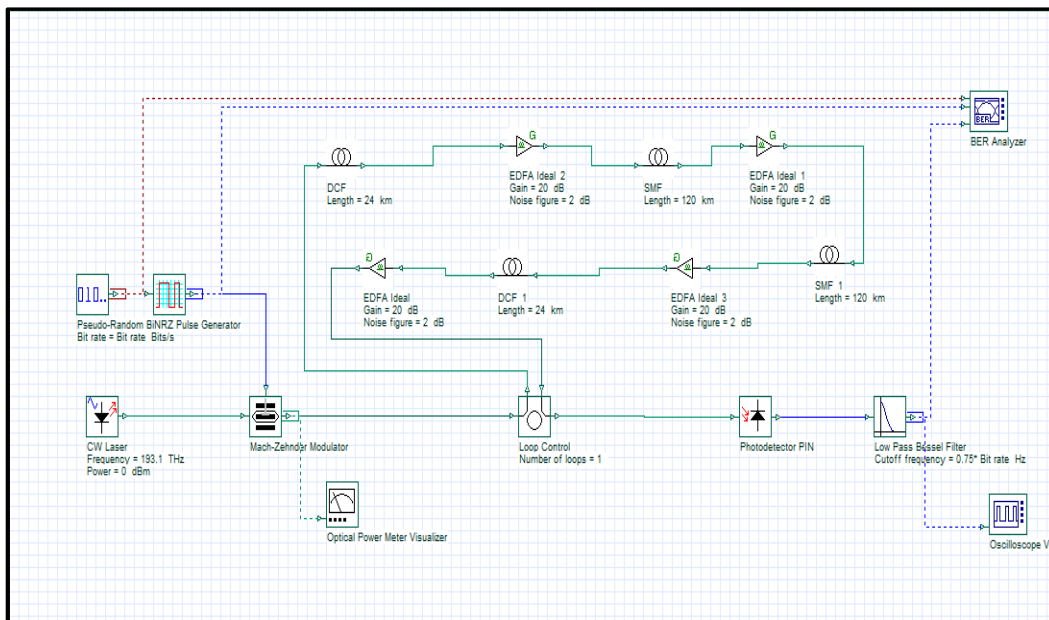 BER
BER Analyzer
G
G
DCF
Length = 24 km
EDFA Ideal 2
Gain = 20 dB
Noise figure = 2 dB
SMF
Length = 120 km
EDFA Ideal 1
Gain = 20 dB
Noise figure = 2 dB
G
G
EDFA Ideal
Gain = 20 dB
Noise figure = 2 dB
DCF 1
Length = 24 km
EDFA Ideal 3
Gain = 20 dB
Noise figure = 2 dB
SMF 1
Length = 120 km
010..
Pseudo-Random Bi NRZ Pulse Generator
Bit rate = Bit rate Bits/s
CW Laser
Frequency = 193.1 THz
Power = 0 dBm
Mach-Zehnder Modulator
Loop Control
Number of loops = 1
Photodetector PIN
Low Pass Bessel Filter
Cutoff frequency = 0.75* Bit rate Hz
Optical Power Meter Visualizer
Oscilloscope V